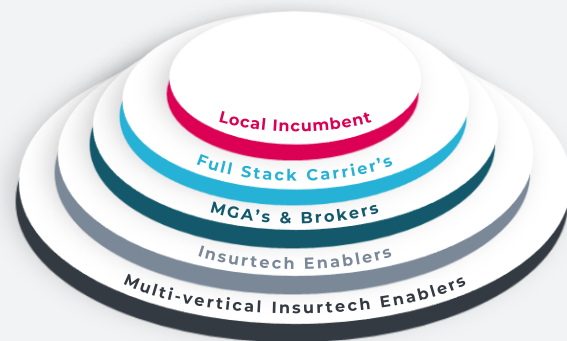 Local Incumbent
Full Stack Carrier's
MGA's & Brokers
Insurtech Enablers
Multi-vertical Insurtech Enablers